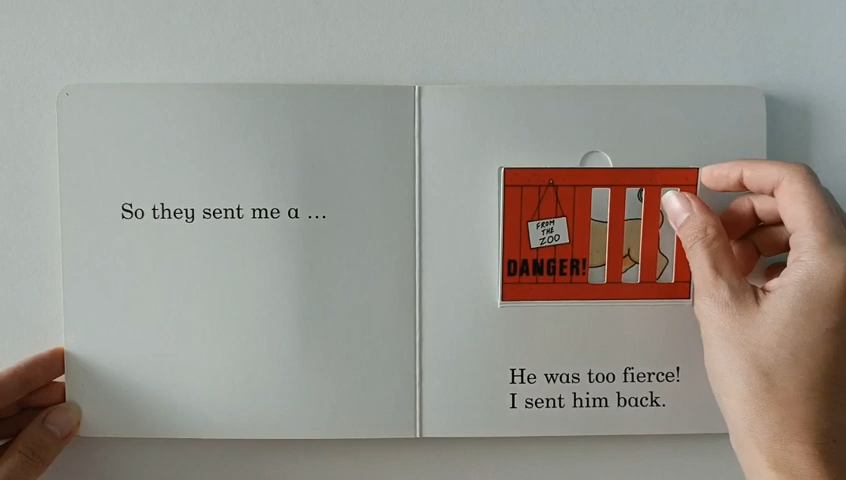 So they sent me a ...
FROM
THE
ZOO
DANGER!
He was too fierce!
I sent him back.